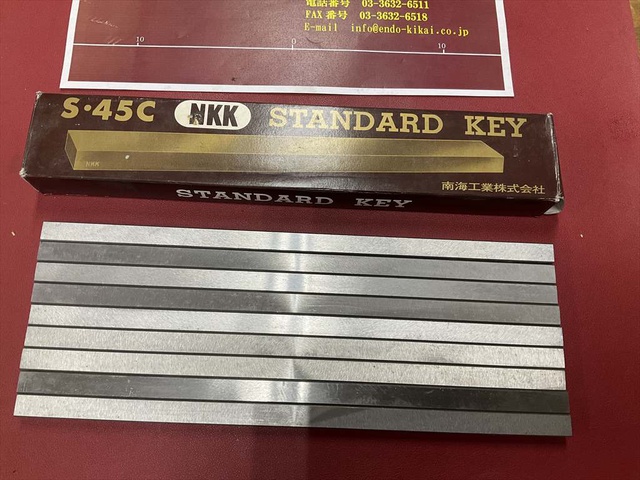 電話番号 03-3632-6511
FAX番号 03-3632-6518
E-mail info@endo-kikai.co.jp
10 0 10
S・45C NKK STANDARD KEY
NKK
南海工業株式会社
STANDARD KEY